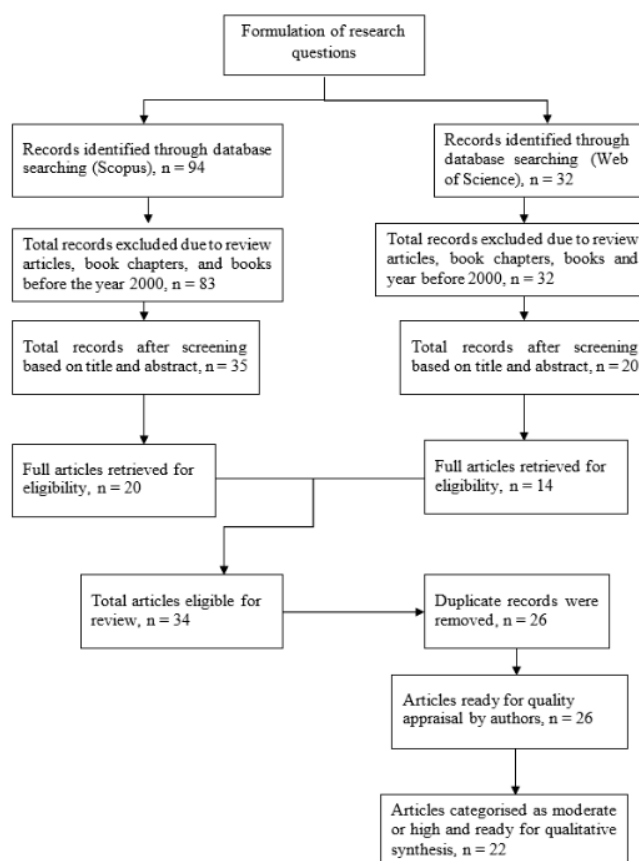 Formulation of research
questions
Records identified through database
searching (Scopus), n = 94
Records identified through
database searching (Web
of Science), n = 32
Total records excluded due to review
articles, book chapters, and books
before the year 2000, n = 83
Total records excluded due to review
articles, book chapters, books and
year before 2000, n = 32
Total records after screening
based on title and abstract, n = 35
Total records after screening
based on title and abstract, n = 20
Full articles retrieved for
eligibility, n = 20
Full articles retrieved for
eligibility, n = 14
Total articles eligible for
review, n = 34
Duplicate records were
removed, n = 26
Articles ready for quality
appraisal by authors, n = 26
Articles categorised as moderate
or high and ready for qualitative
synthesis, n = 22